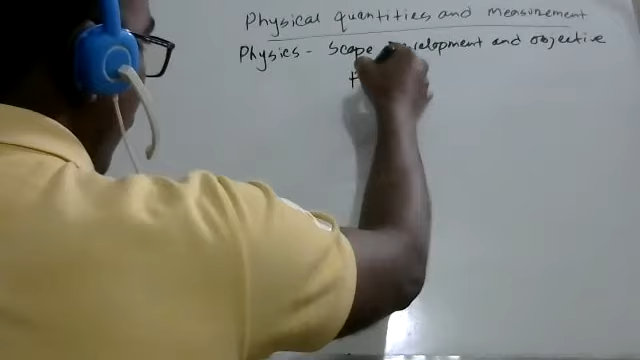 Physical quantities and measurement
Physics - Scope development and objective